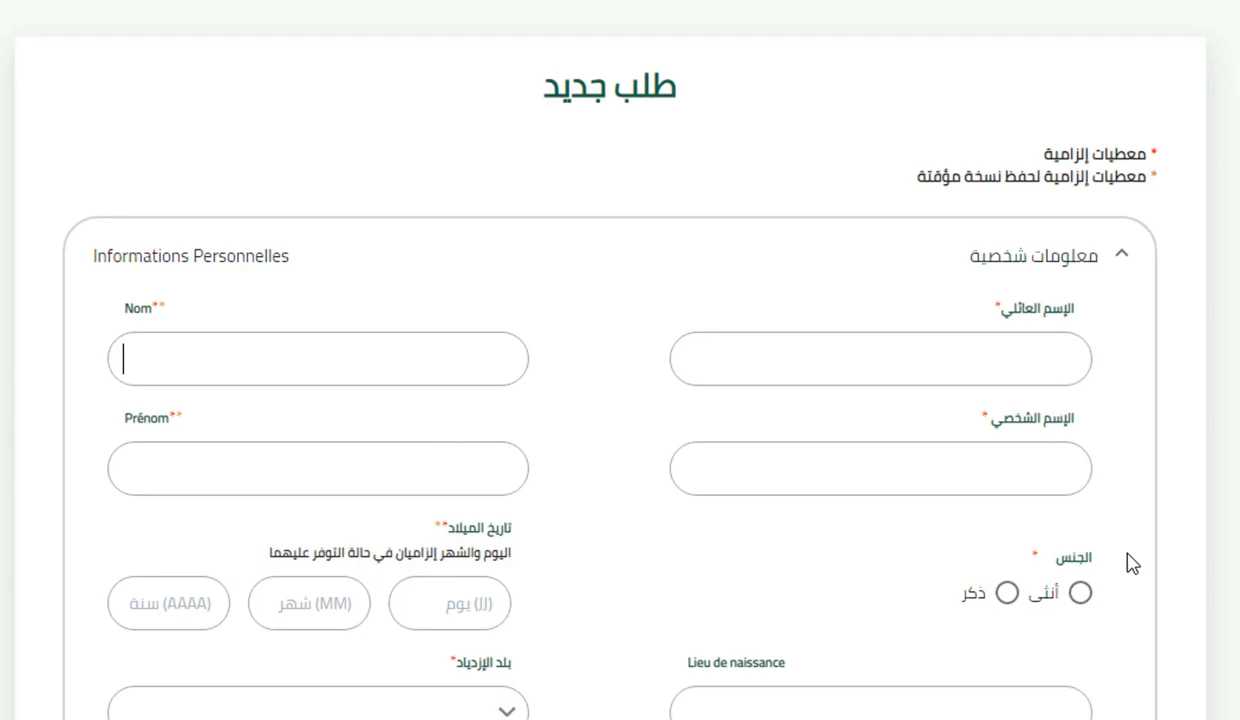 طلب جديد
* معطيات إلزامية
* معطيات إلزامية لحفظ نسخة مؤقتة
معلومات شخصية
Informations Personnelles
الإسم العائلي*
Nom**
الإسم الشخصي *
Prénom**
تاريخ الميلاد**
اليوم والشهر إلزاميان في حالة التوفر عليهما
الجنس *
أنثى ذكر
(JJ) يوم (MM) شهر (AAAA) سنة
Lieu de naissance
بلد الإزدياد*